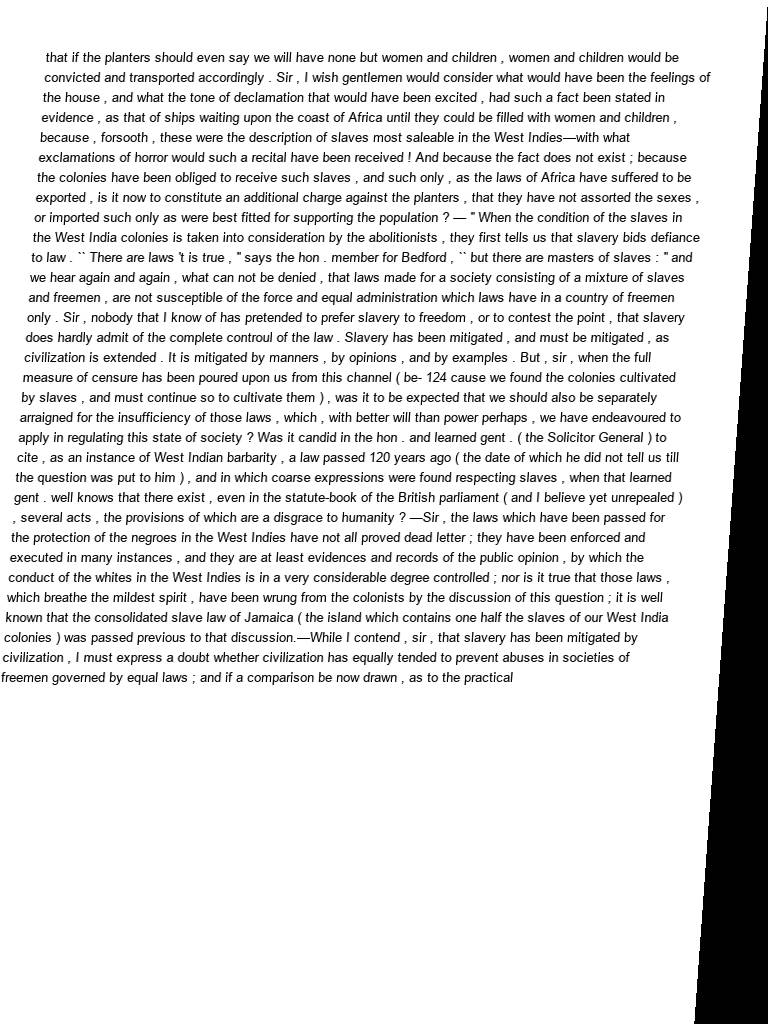 that if the planters should even say we will have none but women and children , women and children would be
convicted and transported accordingly . Sir , I wish gentlemen would consider what would have been the feelings of
the house , and what the tone of declamation that would have been excited , had such a fact been stated in
evidence , as that of ships waiting upon the coast of Africa until they could be filled with women and children ,
because , forsooth , these were the description of slaves most saleable in the West Indies—with what
exclamations of horror would such a recital have been received ! And because the fact does not exist ; because
the colonies have been obliged to receive such slaves , and such only , as the laws of Africa have suffered to be
exported , is it now to constitute an additional charge against the planters , that they have not assorted the sexes ,
or imported such only as were best fitted for supporting the population ? — " When the condition of the slaves in
the West India colonies is taken into consideration by the abolitionists , they first tells us that slavery bids defiance
to law . `` There are laws 't is true , " says the hon . member for Bedford , `` but there are masters of slaves : " and
we hear again and again , what can not be denied , that laws made for a society consisting of a mixture of slaves
and freemen , are not susceptible of the force and equal administration which laws have in a country of freemen
only . Sir , nobody that I know of has pretended to prefer slavery to freedom , or to contest the point , that slavery
does hardly admit of the complete controul of the law . Slavery has been mitigated , and must be mitigated , as
civilization is extended . It is mitigated by manners , by opinions , and by examples . But , sir , when the full
measure of censure has been poured upon us from this channel ( be- 124 cause we found the colonies cultivated
by slaves , and must continue so to cultivate them ) , was it to be expected that we should also be separately
arraigned for the insufficiency of those laws , which , with better will than power perhaps , we have endeavoured to
apply in regulating this state of society ? Was it candid in the hon . and learned gent . ( the Solicitor General ) to
cite , as an instance of West Indian barbarity , a law passed 120 years ago ( the date of which he did not tell us till
the question was put to him ) , and in which coarse expressions were found respecting slaves , when that learned
gent . well knows that there exist , even in the statute-book of the British parliament ( and I believe yet unrepealed )
, several acts , the provisions of which are a disgrace to humanity ? —Sir , the laws which have been passed for
the protection of the negroes in the West Indies have not all proved dead letter ; they have been enforced and
executed in many instances , and they are at least evidences and records of the public opinion , by which the
conduct of the whites in the West Indies is in a very considerable degree controlled ; nor is it true that those laws ,
which breathe the mildest spirit , have been wrung from the colonists by the discussion of this question ; it is well
known that the consolidated slave law of Jamaica ( the island which contains one half the slaves of our West India
colonies ) was passed previous to that discussion.—While I contend , sir , that slavery has been mitigated by
civilization , I must express a doubt whether civilization has equally tended to prevent abuses in societies of
freemen governed by equal laws ; and if a comparison be now drawn , as to the practical